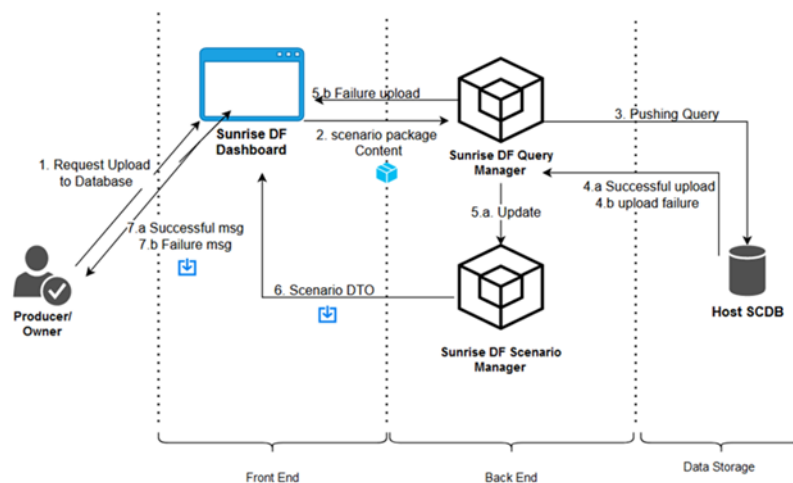 5.b Failure upload
3. Pushing Query
Sunrise DF
Dashboard
2. scenario package
Content
Sunrise DF Query
Manager
1. Request Upload
to Database
4.a Successful upload
4.b upload failure
5.a. Update
7.a Successful msg
7.b Failure msg
6. Scenario DTO
Producer/
Owner
Host SCDB
Sunrise DF Scenario
Manager
Front End
Back End
Data Storage